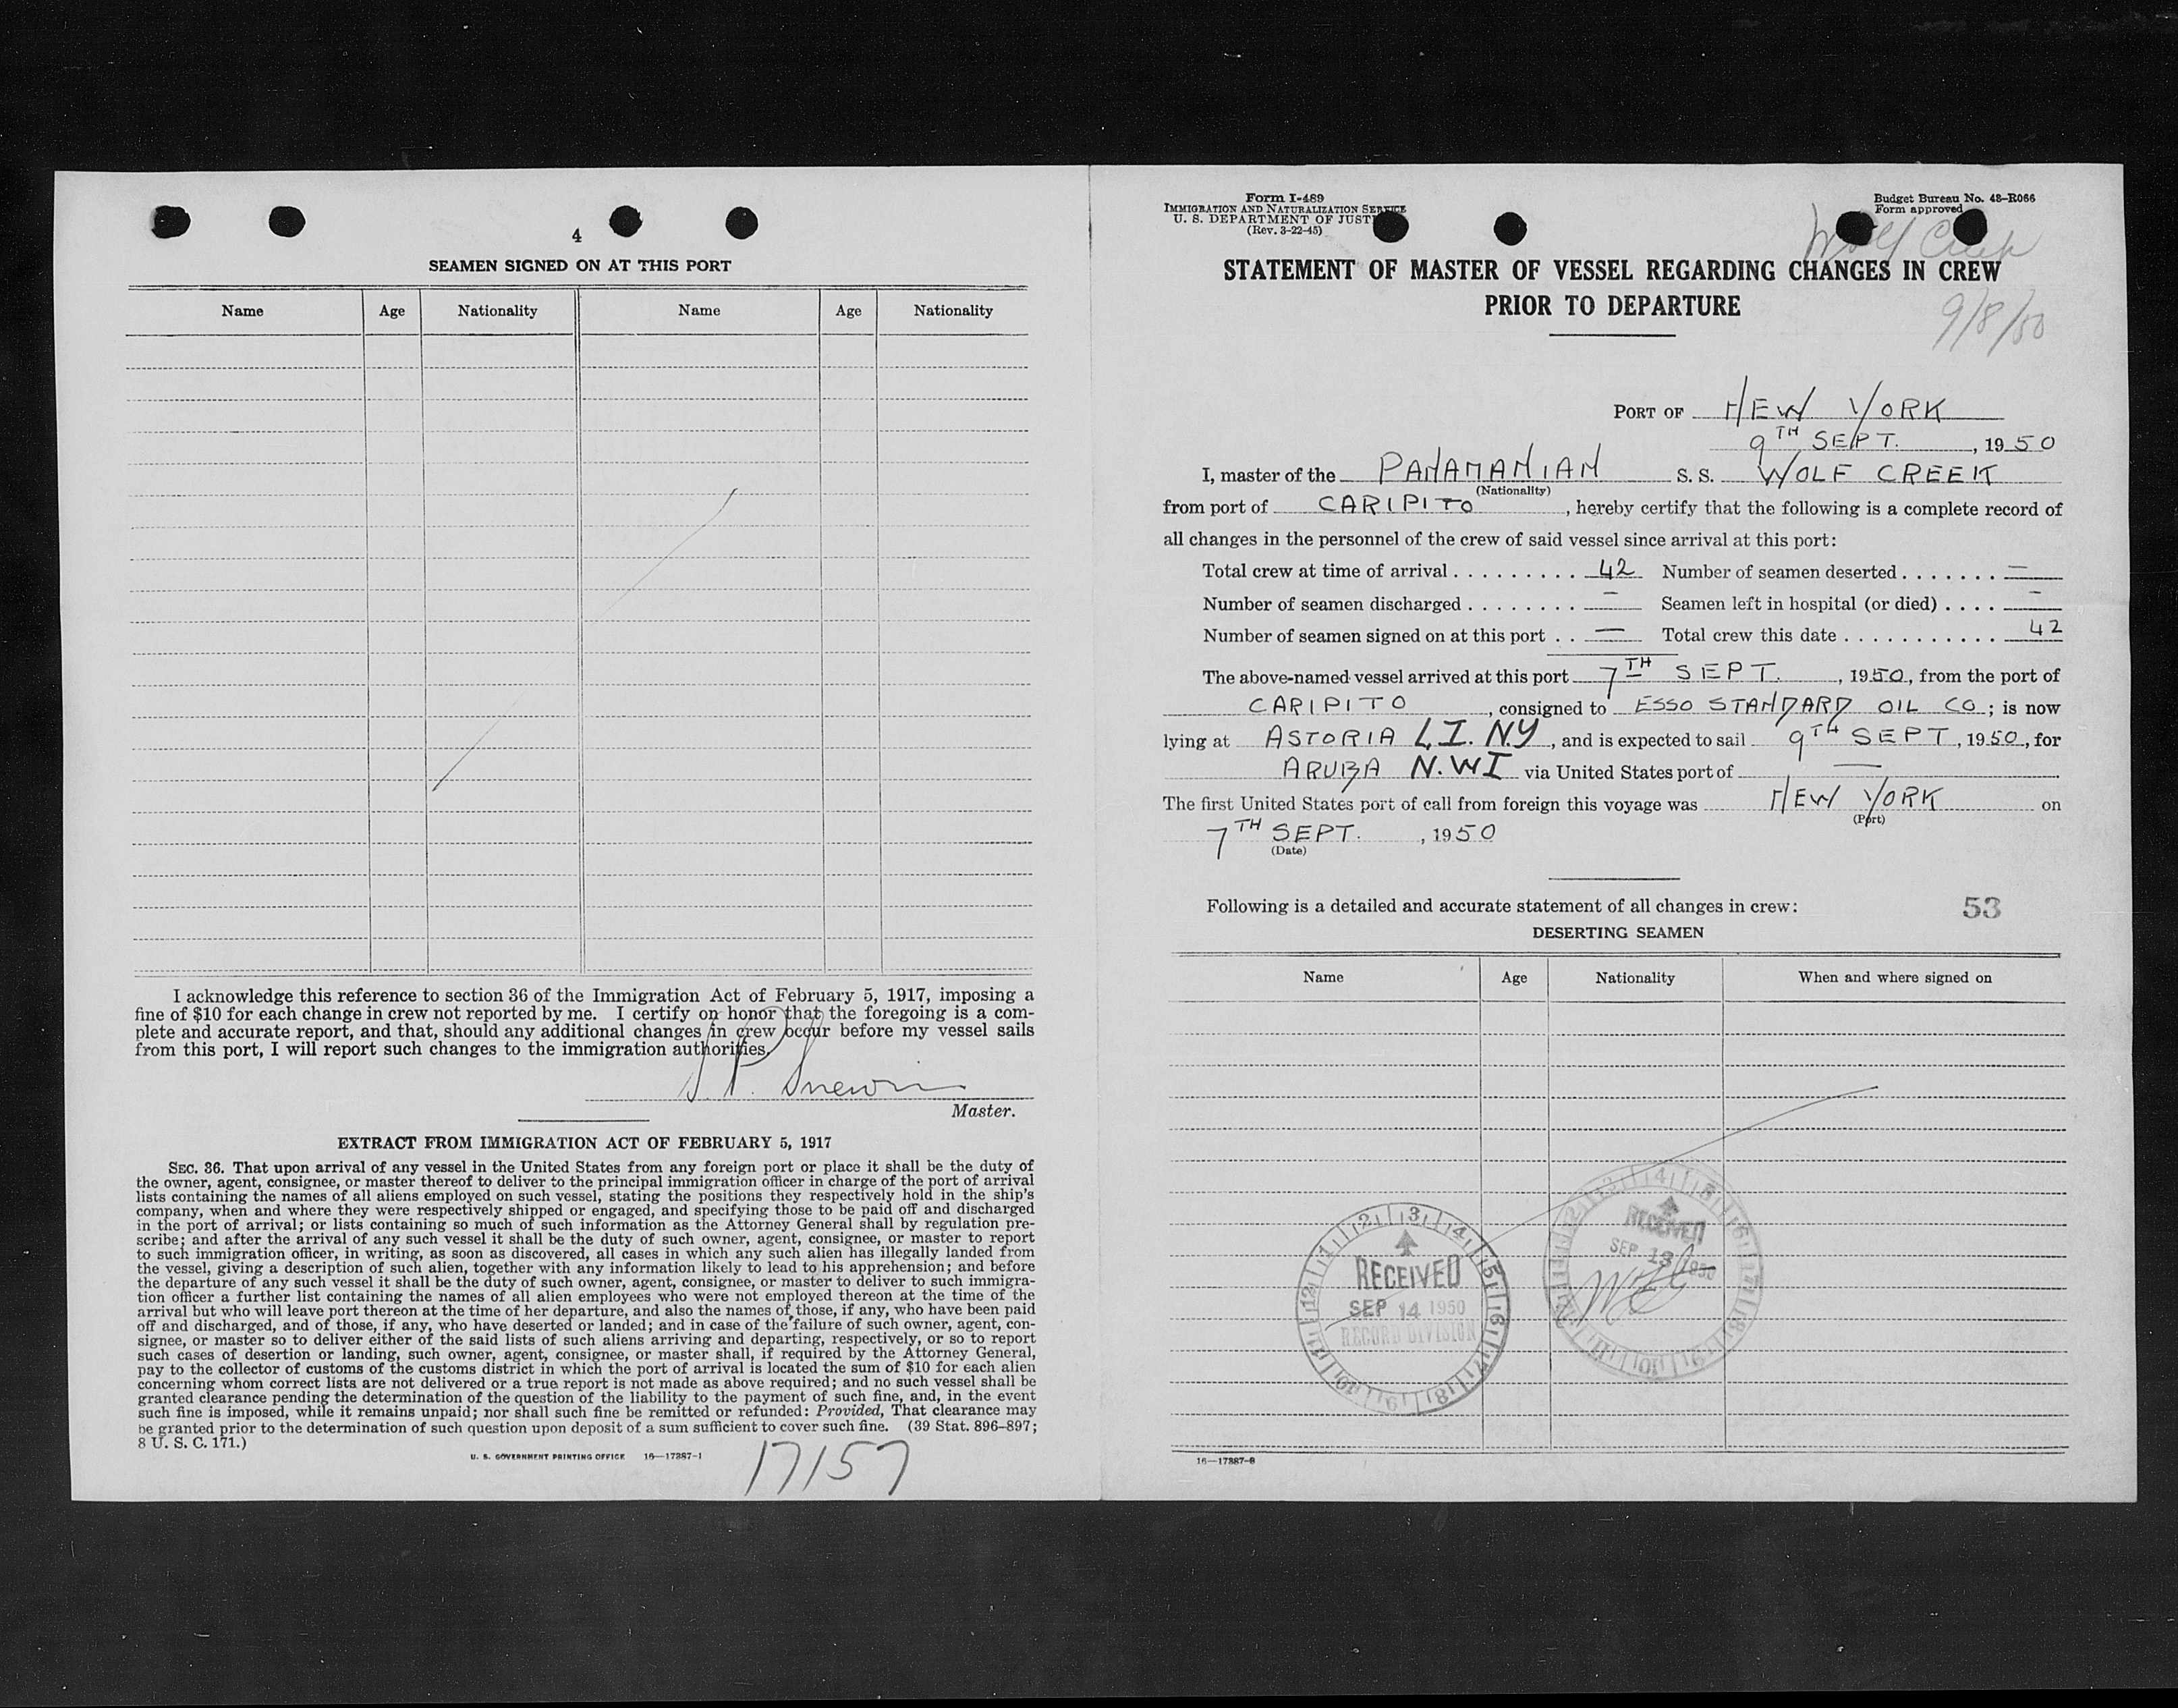 4
SEAMEN SIGNED ON AT THIS PORT
Name Age Nationality Name Age Nationality
I acknowledge this reference to section 36 of the Immigration Act of February 5, 1917, imposing a
fine of $10 for each change in crew not reported by me. I certify on honor that the foregoing is a com-
plete and accurate report, and that, should any additional changes in crew occur before my vessel sails
from this port, I will report such changes to the immigration authorities.
Master.
EXTRACT FROM IMMIGRATION ACT OF FEBRUARY 5, 1917
SEC. 36. That upon arrival of any vessel in the United States from any foreign port or place it shall be the duty of
the owner, agent, consignee, or master thereof to deliver to the principal immigration officer in charge of the port of arrival
lists containing the names of all aliens employed on such vessel, stating the positions they respectively hold in the ship's
company, when and where they were respectively shipped or engaged, and specifying those to be paid off and discharged
in the port of arrival; or lists containing so much of such information as the Attorney General shall by regulation pre-
scribe; and after the arrival of any such vessel it shall be the duty of such owner, agent, consignee, or master to report
to such immigration officer, in writing, as soon as discovered, all cases in which any such alien has illegally landed from
the vessel, giving a description of such alien, together with any information likely to lead to his apprehension; and before
the departure of any such vessel it shall be the duty of such owner, agent, consignee, or master to deliver to such immigra-
tion officer a further list containing the names of all alien employees who were not employed thereon at the time of the
arrival but who will leave port thereon at the time of her departure, and also the names of those, if any, who have been paid
off and discharged, and of those, if any, who have deserted or landed; and in case of the failure of such owner, agent, con-
signee, or master so to deliver either of the said lists of such aliens arriving and departing, respectively, or so to report
such cases of desertion or landing, such owner, agent, consignee, or master shall, if required by the Attorney General,
pay to the collector of customs of the customs district in which the port of arrival is located the sum of $10 for each alien
concerning whom correct lists are not delivered or a true report is not made as above required; and no such vessel shall be
granted clearance pending the determination of the question of the liability to the payment of such fine, and, in the event
such fine is imposed, while it remains unpaid; nor shall such fine be remitted or refunded: Provided, That clearance may
be granted prior to the determination of such question upon deposit of a sum sufficient to cover such fine. (39 Stat. 896-897;
8 U. S. C. 171.)
U. S. GOVERNMENT PRINTING OFFICE 16—17387-1
17157
Form I-489
IMMIGRATION AND NATURALIZATION SERVICE
U. S. DEPARTMENT OF JUST
(Rev. 3-22-45)
Budget Bureau No. 43-R066
Form approved
Wolf Creek
STATEMENT OF MASTER OF VESSEL REGARDING CHANGES IN CREW
PRIOR TO DEPARTURE
9/8/50
PORT OF NEW YORK
9TH SEPT., 1950
I, master of the PANAMANIAN S. S. WOLF CREEK
(Nationality)
from port of CARIPITO, hereby certify that the following is a complete record of
all changes in the personnel of the crew of said vessel since arrival at this port:
Total crew at time of arrival . . . . . . . . . . 42 Number of seamen deserted . . . . . . . —
Number of seamen discharged . . . . . . . . — Seamen left in hospital (or died) . . . . —
Number of seamen signed on at this port . . — Total crew this date . . . . . . . . . . . . 42
The above-named vessel arrived at this port 7TH SEPT., 1950, from the port of
CARIPITO, consigned to ESSO STANDARD OIL CO; is now
lying at ASTORIA L.I. N.Y, and is expected to sail 9TH SEPT, 1950, for
ARUBA N.WI via United States port of —
The first United States port of call from foreign this voyage was NEW YORK on
(Port)
7TH SEPT., 1950
(Date)
Following is a detailed and accurate statement of all changes in crew: 53
DESERTING SEAMEN
Name Age Nationality When and where signed on
RECEIVED
SEP 14 1950
RECORD DIVISION
RECEIVED
SEP 13 1950
16—17387-3